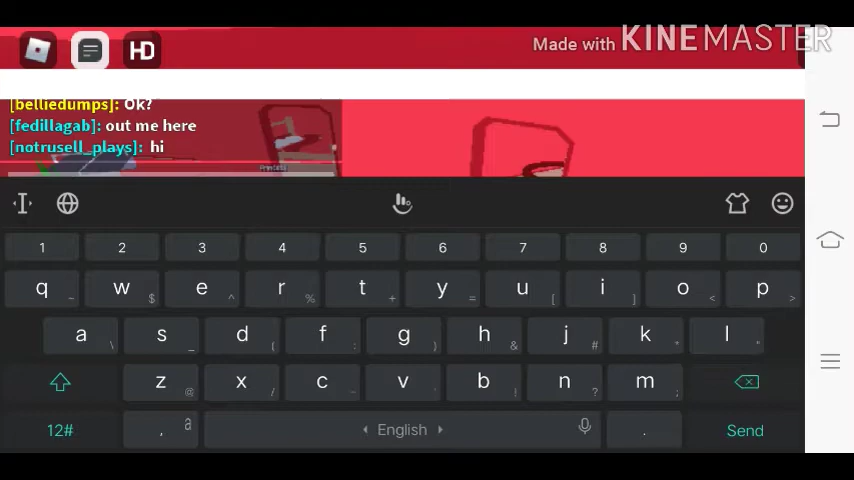 HD
Made with KINEMASTER
[belliedumps]: Ok?
[fedillagab]: out me here
[notrusell_plays]: hi
Princess
1 2 3 4 5 6 7 8 9 0
q w e r t y u i o p
~ $ ^ % + = [ ] < >
a s d f g h j k l
\ _ ( : ) & # * "
z x c v b n m
@ / - ' ! ? ;
12# , a English . Send